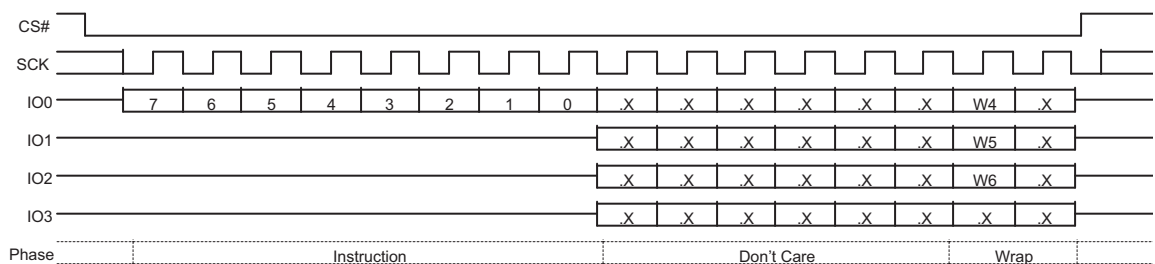 CS#
SCK
IO0 7 6 5 4 3 2 1 0 .X .X .X .X .X .X W4 .X
IO1 .X .X .X .X .X .X W5 .X
IO2 .X .X .X .X .X .X W6 .X
IO3 .X .X .X .X .X .X .X .X
Phase Instruction Don't Care Wrap